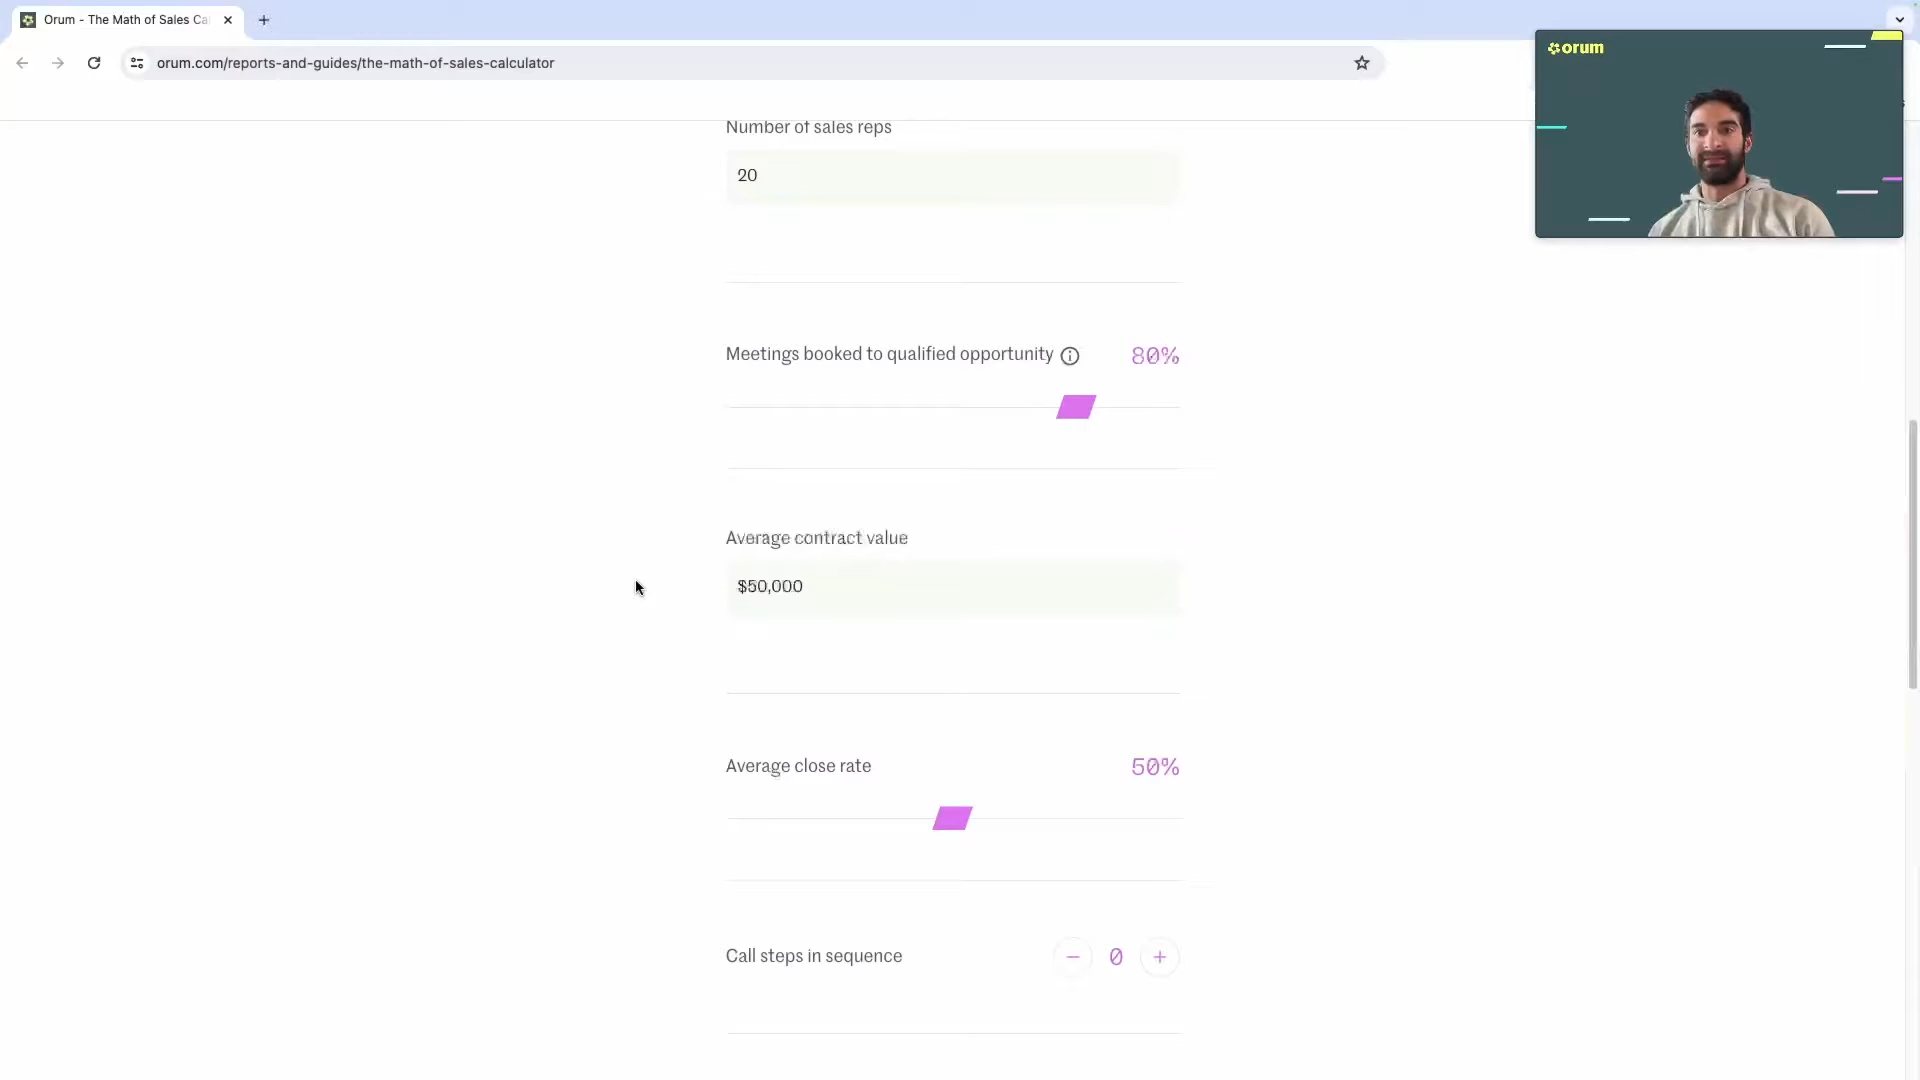 Orum - The Math of Sales Ca
orum.com/reports-and-guides/the-math-of-sales-calculator
orum
Number of sales reps
20
Meetings booked to qualified opportunity
80%
Average contract value
$50,000
Average close rate
50%
Call steps in sequence
0